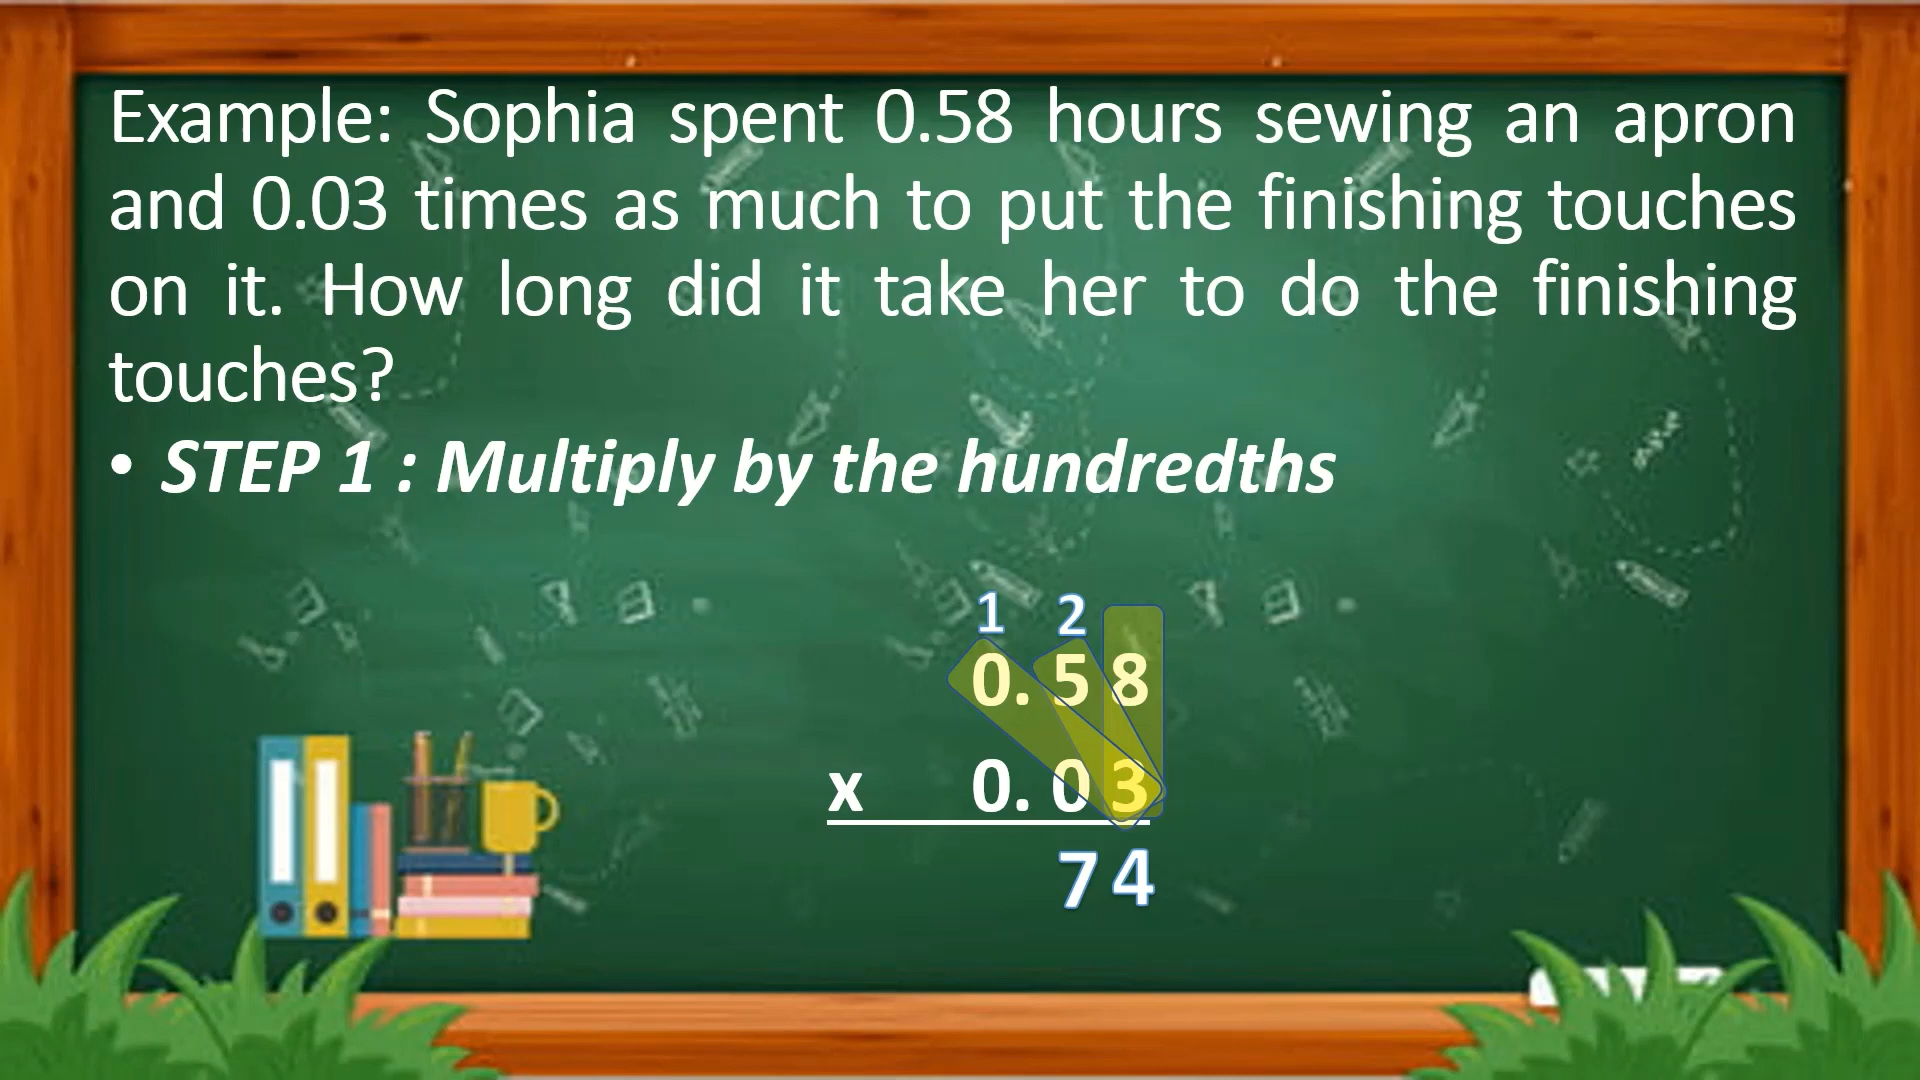 Example: Sophia spent 0.58 hours sewing an apron
and 0.03 times as much to put the finishing touches
on it. How long did it take her to do the finishing
touches?
• STEP 1 : Multiply by the hundredths
1 2
0. 5 8
x 0. 0 3
7 4